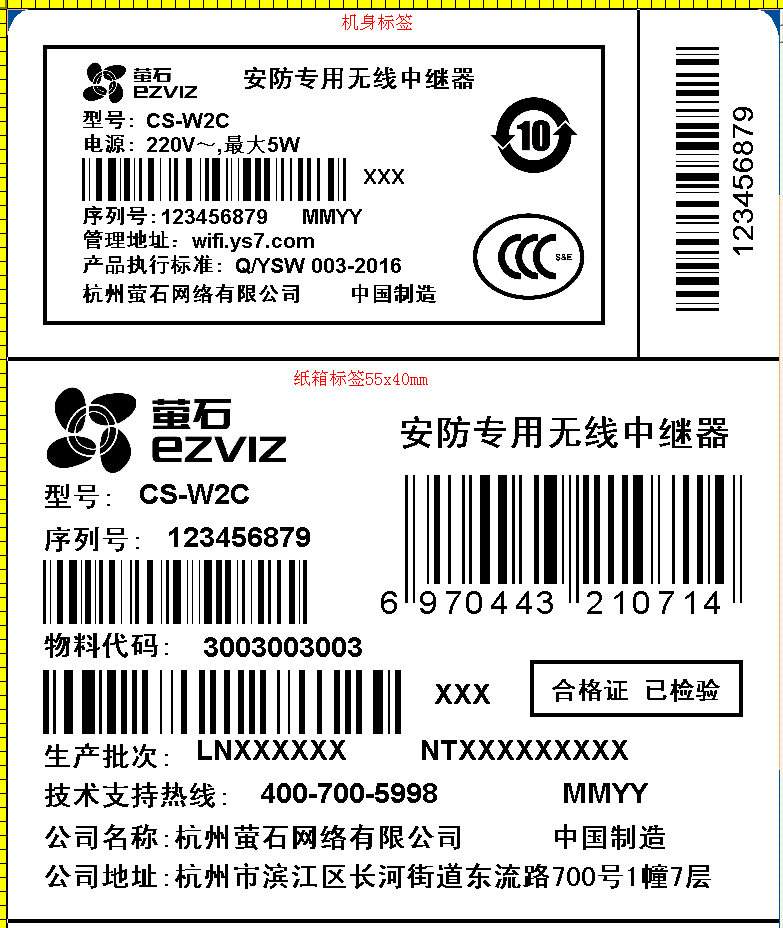 机身标签
萤石
ezviz
安防专用无线中继器
型号: CS-W2C
电源: 220V～,最大5W
XXX
序列号:123456879 MMYY
管理地址: wifi.ys7.com
产品执行标准: Q/YSW 003-2016
杭州萤石网络有限公司 中国制造
10
CCC S&E
123456879
纸箱标签55x40mm
萤石
ezviz
安防专用无线中继器
型号: CS-W2C
序列号: 123456879
6 970443 210714
物料代码: 3003003003
XXX
合格证 已检验
生产批次: LNXXXXXX NTXXXXXXXXX
技术支持热线: 400-700-5998 MMYY
公司名称:杭州萤石网络有限公司 中国制造
公司地址:杭州市滨江区长河街道东流路700号1幢7层